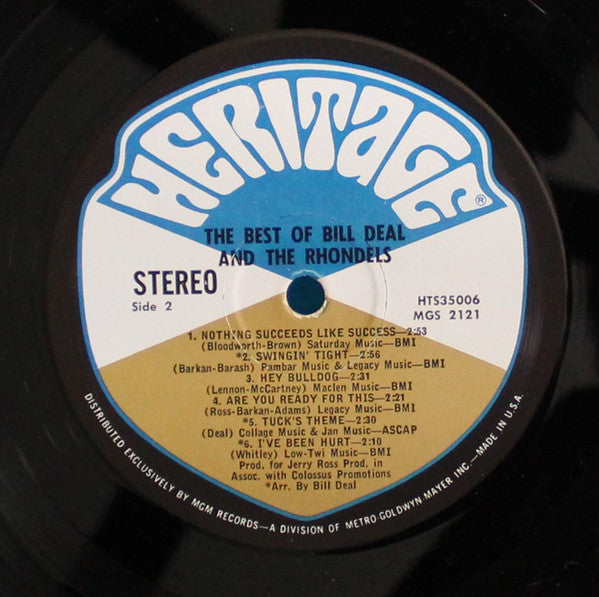 HERITAGE®
THE BEST OF BILL DEAL
AND THE RHONDELS
STEREO
Side 2
HTS35006
MGS 2121
1. NOTHING SUCCEEDS LIKE SUCCESS—2:53
(Bloodworth-Brown) Saturday Music—BMI
*2. SWINGIN' TIGHT—2:56
(Barkan-Barash) Pambar Music & Legacy Music—BMI
3. HEY BULLDOG—2:31
(Lennon-McCartney) Maclen Music—BMI
4. ARE YOU READY FOR THIS—2:21
(Ross-Barkan-Adams) Legacy Music—BMI
*5. TUCK'S THEME—2:30
(Deal) Collage Music & Jan Music—ASCAP
*6. I'VE BEEN HURT—2:10
(Whitley) Low-Twi Music—BMI
Prod. for Jerry Ross Prod. in
Assoc. with Colossus Promotions
*Arr. By Bill Deal
DISTRIBUTED EXCLUSIVELY BY MGM RECORDS—A DIVISION OF METRO-GOLDWYN-MAYER INC.—MADE IN U.S.A.